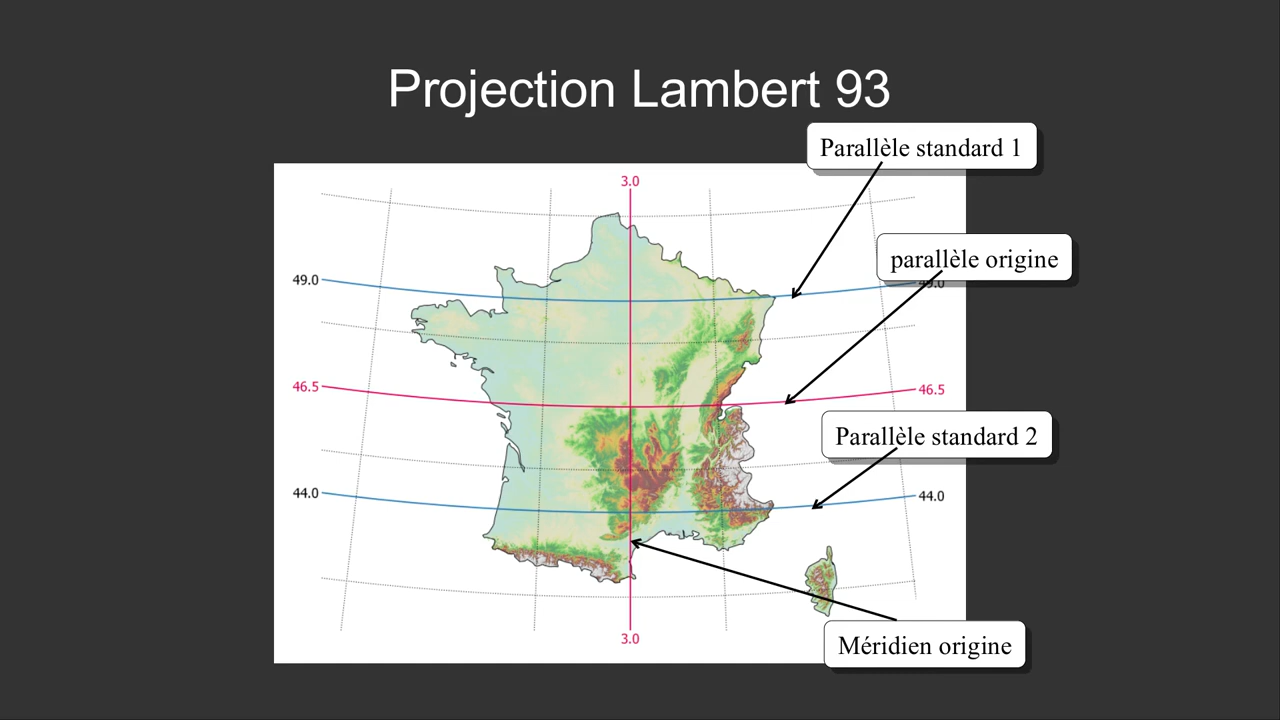 Projection Lambert 93
Parallèle standard 1
3.0
parallèle origine
49.0
49.0
46.5
46.5
Parallèle standard 2
44.0
44.0
3.0
Méridien origine